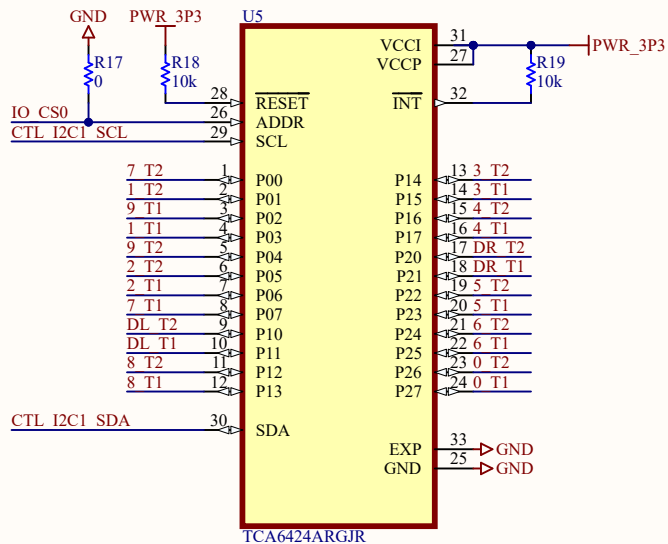 GND
PWR_3P3
U5
R17
0
R18
10k
VCCI 31
VCCP 27
PWR_3P3
R19
10k
28 RESET
INT 32
IO_CS0 26 ADDR
CTL_I2C1_SCL 29 SCL
7_T2 1 P00
P14 13 3_T2
1_T2 2 P01
P15 14 3_T1
9_T1 3 P02
P16 15 4_T2
1_T1 4 P03
P17 16 4_T1
9_T2 5 P04
P20 17 DR_T2
2_T2 6 P05
P21 18 DR_T1
2_T1 7 P06
P22 19 5_T2
7_T1 8 P07
P23 20 5_T1
DL_T2 9 P10
P24 21 6_T2
DL_T1 10 P11
P25 22 6_T1
8_T2 11 P12
P26 23 0_T2
8_T1 12 P13
P27 24 0_T1
CTL_I2C1_SDA 30 SDA
EXP 33 GND
GND 25 GND
TCA6424ARGJR